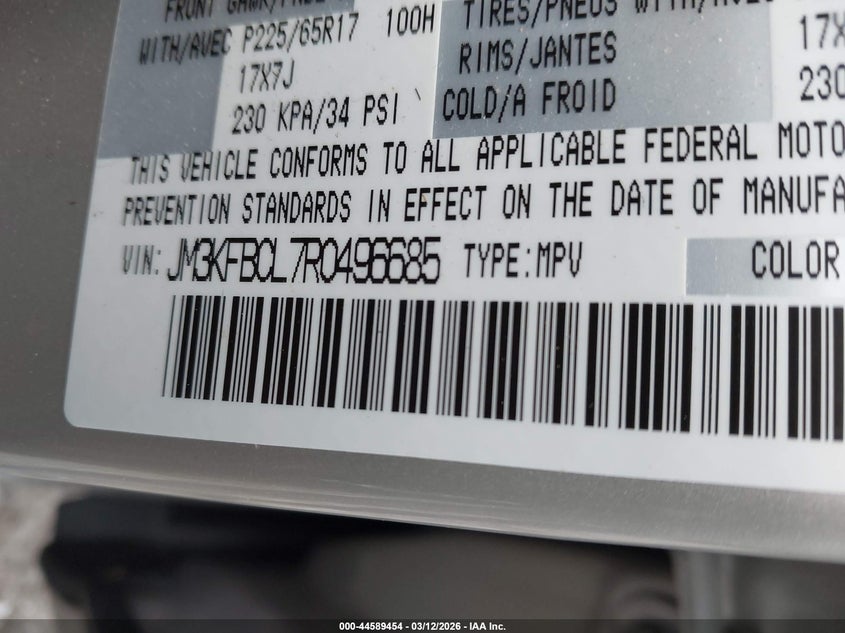 FRONT
WITH/AVEC P225/65R17 100H
17X7J
230 KPA/34 PSI
TIRES/PNEUS WITH/AVEC
RIMS/JANTES
COLD/A FROID
17X
230
THIS VEHICLE CONFORMS TO ALL APPLICABLE FEDERAL MOTO
PREVENTION STANDARDS IN EFFECT ON THE DATE OF MANUFA
VIN: JM3KFBCL7R0496685 TYPE:MPV COLOR
000-44589454 - 03/12/2026 - IAA Inc.